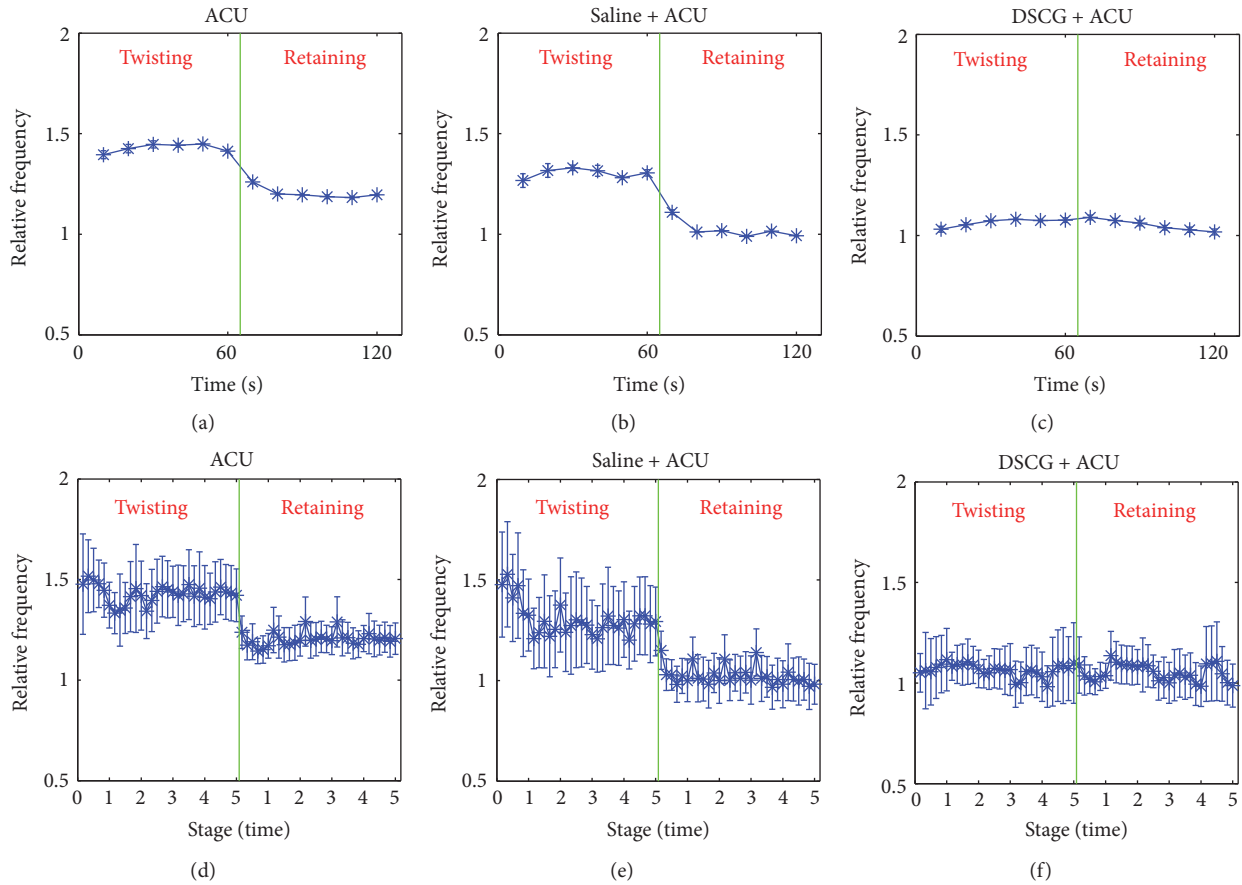 ACU
2
1.5
1
0.5
Relative frequency
Twisting
Retaining
0
60
120
Time (s)
(a)
Saline + ACU
2
1.5
1
0.5
Relative frequency
Twisting
Retaining
0
60
120
Time (s)
(b)
DSCG + ACU
2
1.5
1
0.5
Relative frequency
Twisting
Retaining
0
60
120
Time (s)
(c)
ACU
2
1.5
1
0.5
Relative frequency
Twisting
Retaining
0 1 2 3 4 5 1 2 3 4 5
Stage (time)
(d)
Saline + ACU
2
1.5
1
0.5
Relative frequency
Twisting
Retaining
0 1 2 3 4 5 1 2 3 4 5
Stage (time)
(e)
DSCG + ACU
2
1.5
1
0.5
Relative frequency
Twisting
Retaining
0 1 2 3 4 5 1 2 3 4 5
Stage (time)
(f)